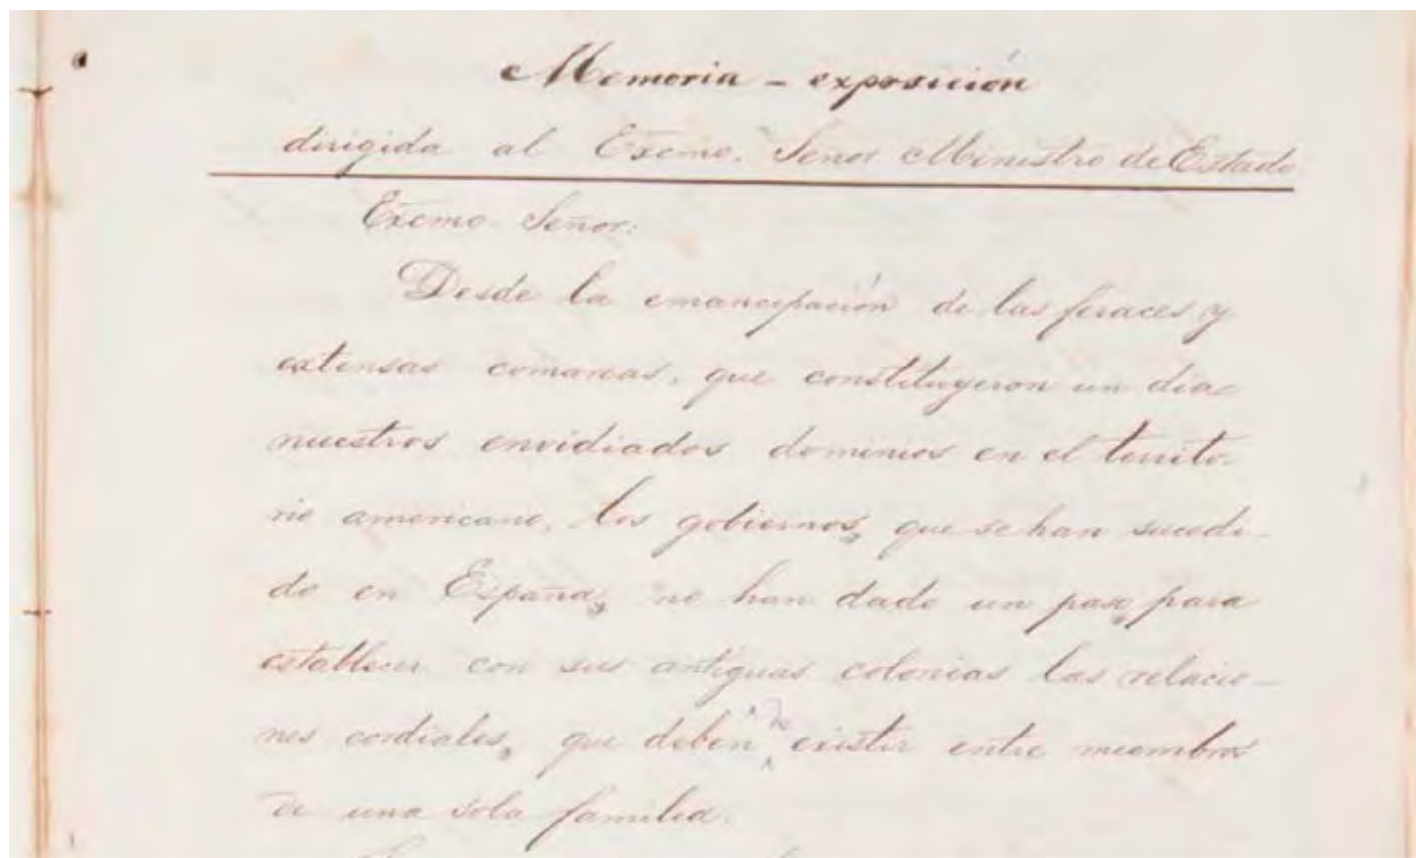 Memoria - exposición
dirigida al Excmo. Señor Ministro de Estado
Excmo. Señor:
Desde la emancipación de las feraces y
extensas comarcas, que constituyeron un dia
nuestros envidiados dominios en el territo-
rio americano, los gobiernos, que se han sucedi-
do en España, no han dado un paso, para
establecer con sus antiguas colonias las relacio-
nes cordiales, que deben de existir entre miembros
de una sola familia.